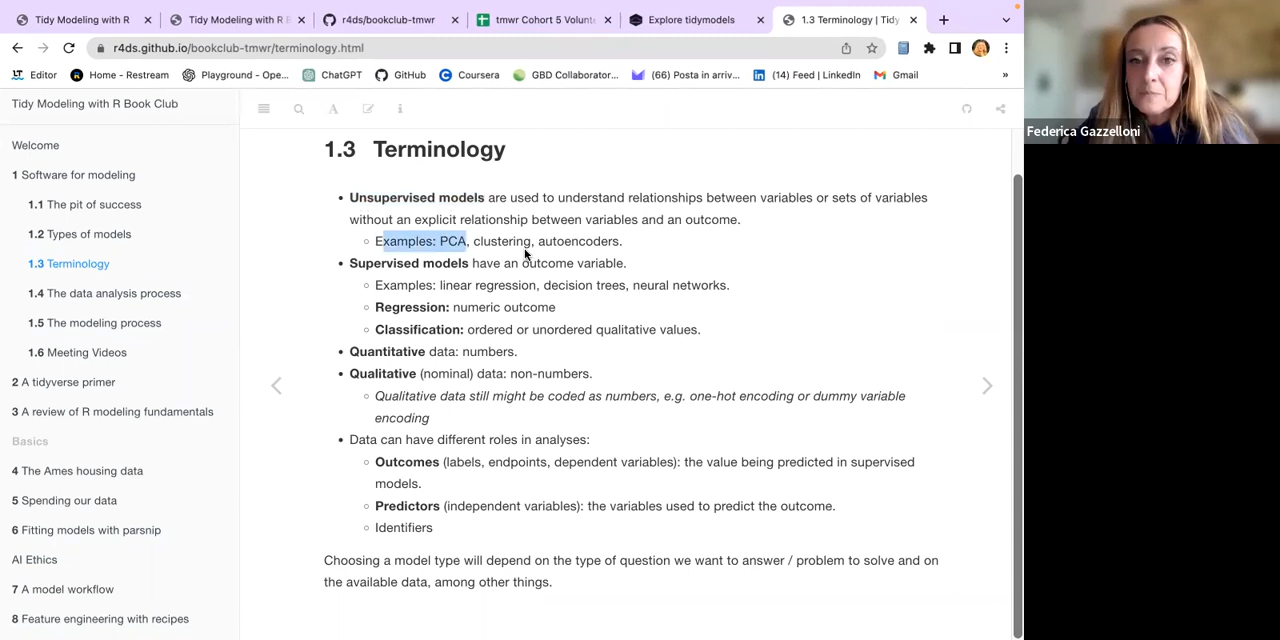 Tidy Modeling with R
Tidy Modeling with R B
r4ds/bookclub-tmwr
tmwr Cohort 5 Volunte
Explore tidymodels
1.3 Terminology | Tidy
r4ds.github.io/bookclub-tmwr/terminology.html
Editor
Home - Restream
Playground - Ope...
ChatGPT
GitHub
Coursera
GBD Collaborator...
(66) Posta in arriv...
(14) Feed | LinkedIn
Gmail
»
Federica Gazzelloni
Tidy Modeling with R Book Club
Welcome
1 Software for modeling
1.1 The pit of success
1.2 Types of models
1.3 Terminology
1.4 The data analysis process
1.5 The modeling process
1.6 Meeting Videos
2 A tidyverse primer
3 A review of R modeling fundamentals
Basics
4 The Ames housing data
5 Spending our data
6 Fitting models with parsnip
AI Ethics
7 A model workflow
8 Feature engineering with recipes
1.3 Terminology
• Unsupervised models are used to understand relationships between variables or sets of variables
without an explicit relationship between variables and an outcome.
○ Examples: PCA, clustering, autoencoders.
• Supervised models have an outcome variable.
○ Examples: linear regression, decision trees, neural networks.
○ Regression: numeric outcome
○ Classification: ordered or unordered qualitative values.
• Quantitative data: numbers.
• Qualitative (nominal) data: non-numbers.
○ Qualitative data still might be coded as numbers, e.g. one-hot encoding or dummy variable
encoding
• Data can have different roles in analyses:
○ Outcomes (labels, endpoints, dependent variables): the value being predicted in supervised
models.
○ Predictors (independent variables): the variables used to predict the outcome.
○ Identifiers
Choosing a model type will depend on the type of question we want to answer / problem to solve and on
the available data, among other things.